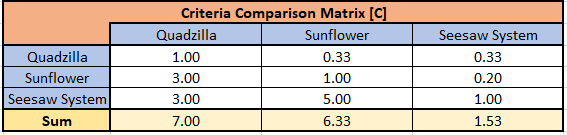 Criteria Comparison Matrix [C]
Quadzilla Sunflower Seesaw System
Quadzilla 1.00 0.33 0.33
Sunflower 3.00 1.00 0.20
Seesaw System 3.00 5.00 1.00
Sum 7.00 6.33 1.53